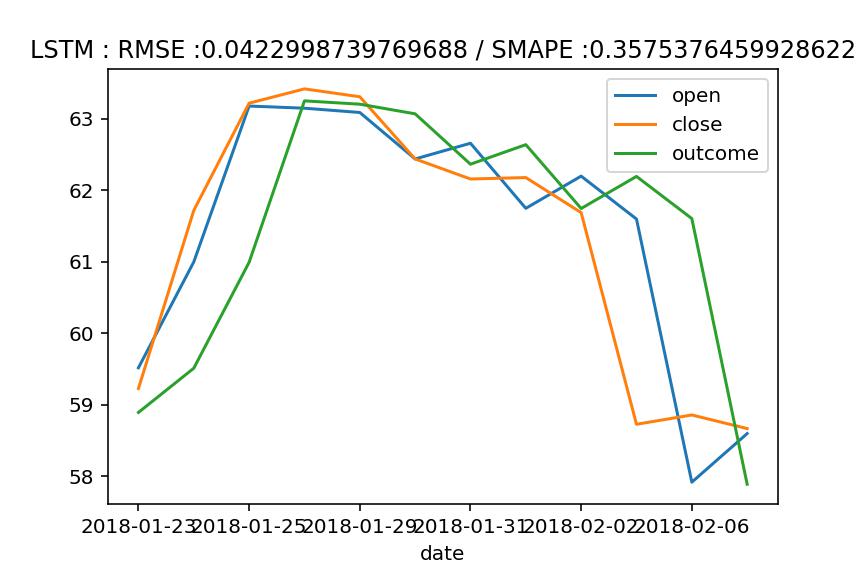 LSTM : RMSE :0.0422998739769688 / SMAPE :0.3575376459928622
open
close
outcome
63
62
61
60
59
58
2018-01-23 2018-01-25 2018-01-29 2018-01-31 2018-02-02 2018-02-06
date